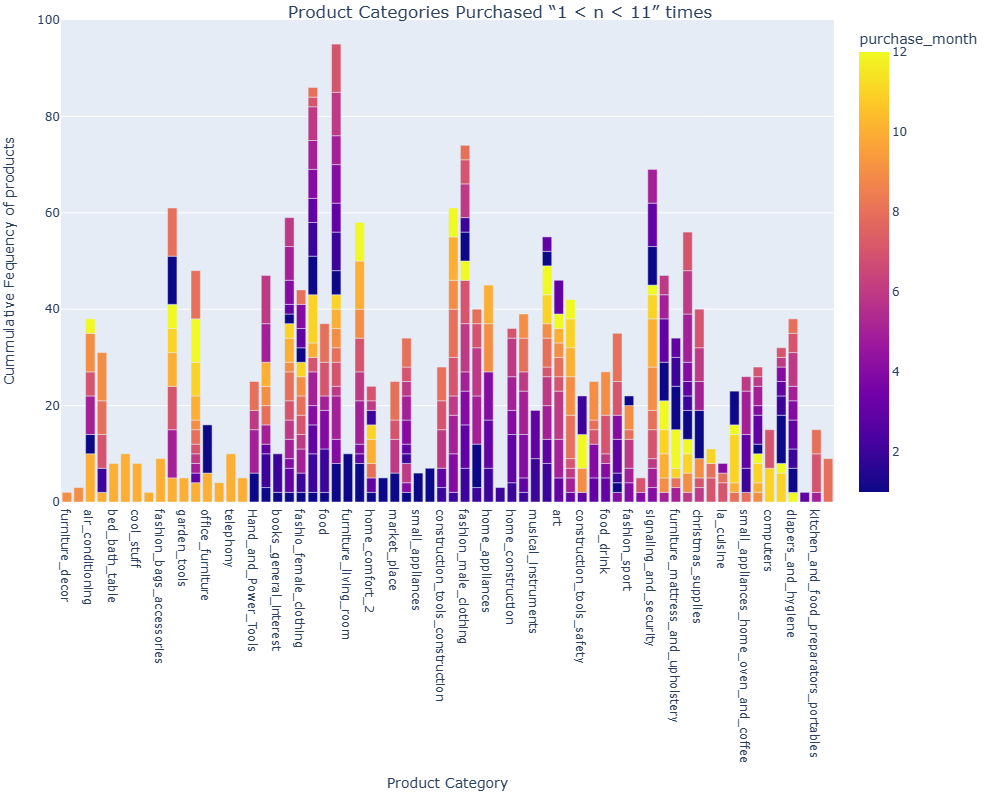 Product Categories Purchased “1 < n < 11” times
purchase_month
12
10
8
6
4
2
Cummulative Fequency of products
100
80
60
40
20
0
furniture_decor
air_conditioning
bed_bath_table
cool_stuff
fashion_bags_accessories
garden_tools
office_furniture
telephony
Hand_and_Power_Tools
books_general_interest
fashio_female_clothing
food
furniture_living_room
home_comfort_2
market_place
small_appliances
construction_tools_construction
fashion_male_clothing
home_appliances
home_construction
musical_instruments
art
construction_tools_safety
food_drink
fashion_sport
signaling_and_security
furniture_mattress_and_upholstery
christmas_supplies
la_cuisine
small_appliances_home_oven_and_coffee
computers
diapers_and_hygiene
kitchen_and_food_preparators_portables
Product Category